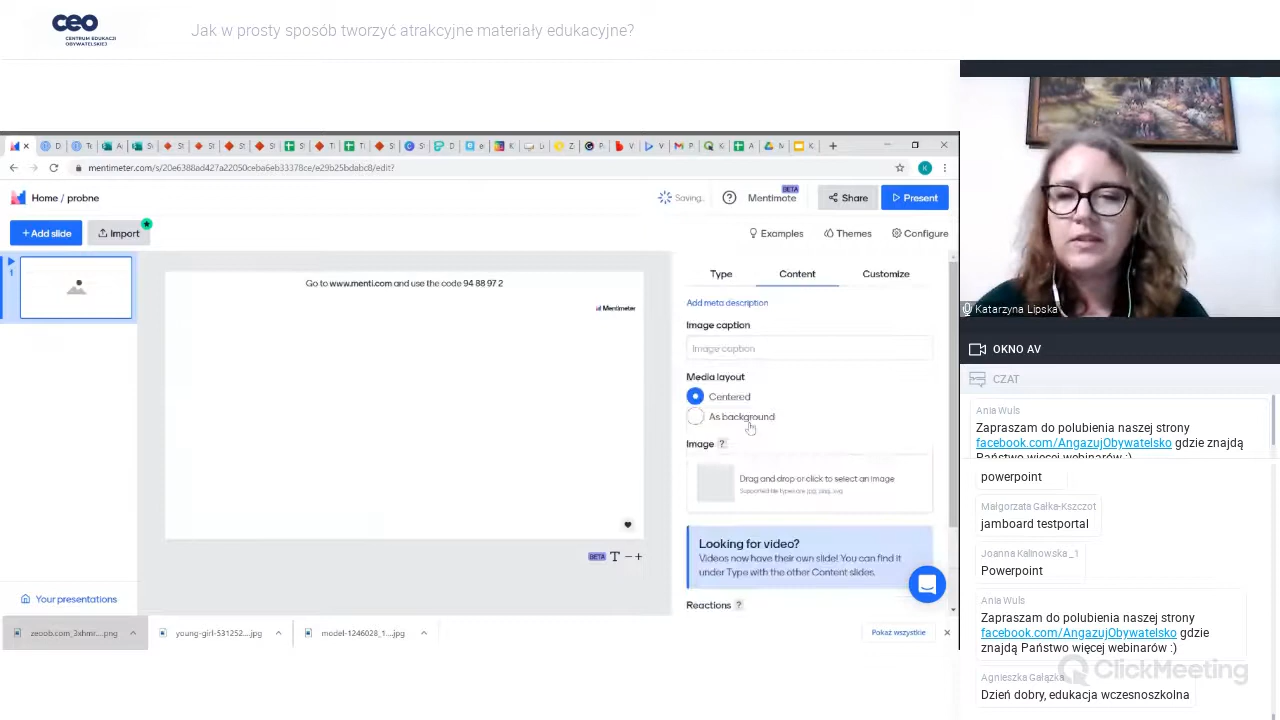 ceo
CENTRUM EDUKACJI
OBYWATELSKIEJ
Jak w prosty sposób tworzyć atrakcyjne materiały edukacyjne?
mentimeter.com/s/20e6388ad427a22050ceba6eb33378ce/e29b25bdabc8/edit?
Home / probne
Saving..
BETA
Mentimate
Share
Present
+ Add slide
Import
Examples
Themes
Configure
1
Go to www.menti.com and use the code 94 88 97 2
Mentimeter
BETA T − +
Your presentations
Type
Content
Customize
Add meta description
Image caption
Image caption
Media layout
Centered
As background
Image ?
Drag and drop or click to select an image
Supported file types are jpg, png, svg
Looking for video?
Videos now have their own slide! You can find it
under Type with the other Content slides.
Reactions ?
zeoob.com_3xhmr....png
young-girl-531252....jpg
model-1246028_1....jpg
Pokaż wszystkie
Katarzyna Lipska
OKNO AV
CZAT
Ania Wuls
Zapraszam do polubienia naszej strony
facebook.com/AngazujObywatelsko gdzie znajdą
Państwo więcej webinarów :)
powerpoint
Małgorzata Gałka-Kszczot
jamboard testportal
Joanna Kalinowska_1
Powerpoint
Ania Wuls
Zapraszam do polubienia naszej strony
facebook.com/AngazujObywatelsko gdzie
znajdą Państwo więcej webinarów :)
Agnieszka Gałązka
Dzień dobry, edukacja wczesnoszkolna
ClickMeeting